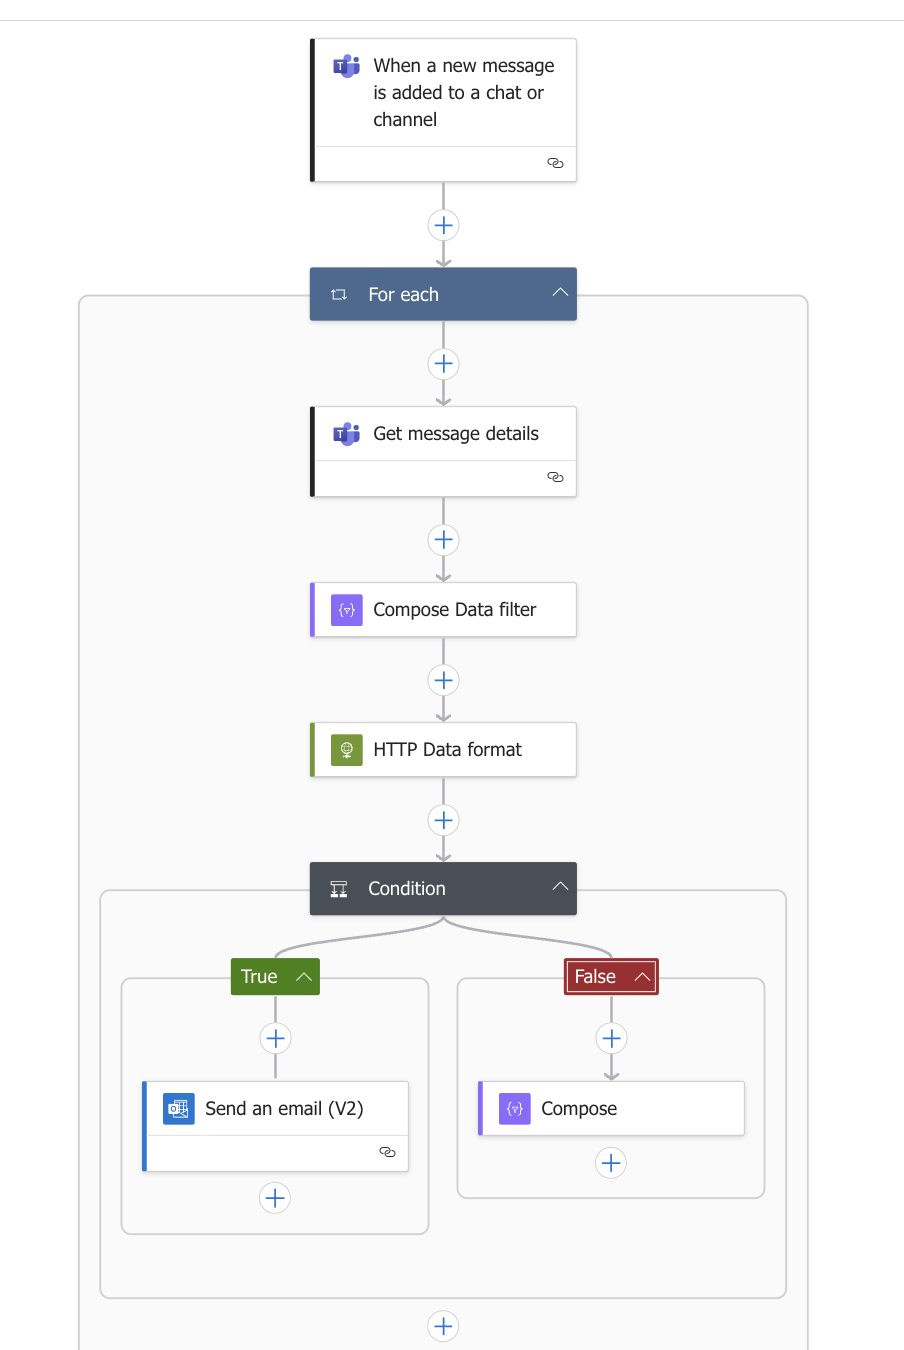 When a new message
is added to a chat or
channel
For each
Get message details
Compose Data filter
HTTP Data format
Condition
True
False
Send an email (V2)
Compose